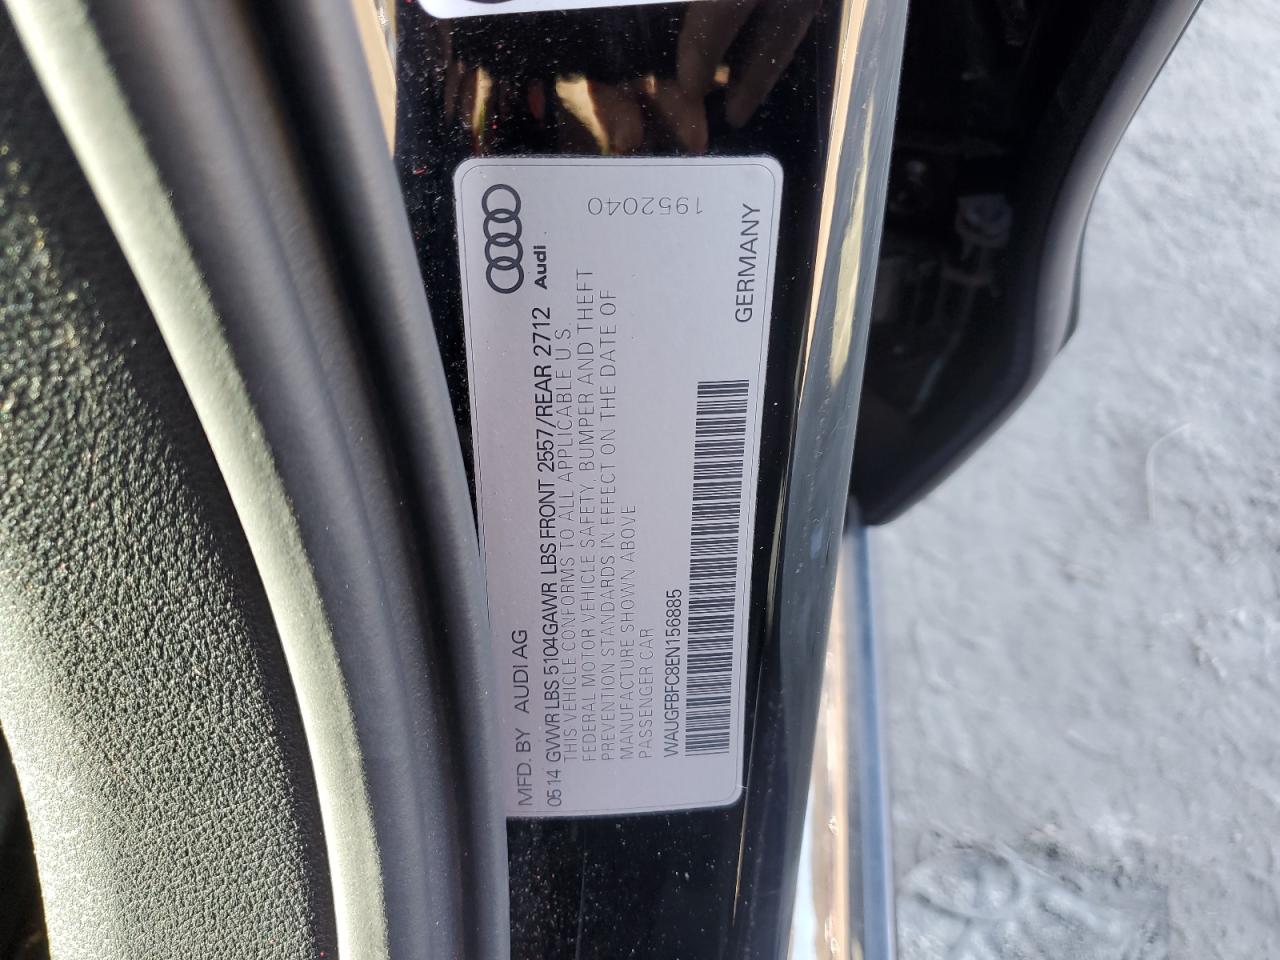 MFD. BY AUDI AG
05 14 GVWR LBS 5104GAWR LBS FRONT 2557/REAR 2712
THIS VEHICLE CONFORMS TO ALL APPLICABLE U S
FEDERAL MOTOR VEHICLE SAFETY, BUMPER AND THEFT
PREVENTION STANDARDS IN EFFECT ON THE DATE OF
MANUFACTURE SHOWN ABOVE
PASSENGER CAR
WAUGFBFC8EN156885
Audi
GERMANY
1952040